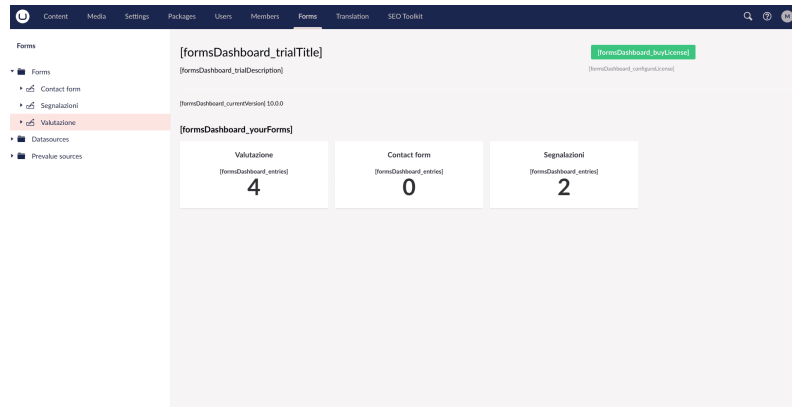 Content Media Settings Packages Users Members Forms Translation SEO Toolkit M
Forms
Forms
Contact form
Segnalazioni
Valutazione
Datasources
Prevalue sources
[formsDashboard_trialTitle]
[formsDashboard_buyLicense]
[formsDashboard_trialDescription]
[formsDashboard_configureLicense]
[formsDashboard_currentVersion] 10.0.0
[formsDashboard_yourForms]
Valutazione
[formsDashboard_entries]
4
Contact form
[formsDashboard_entries]
0
Segnalazioni
[formsDashboard_entries]
2